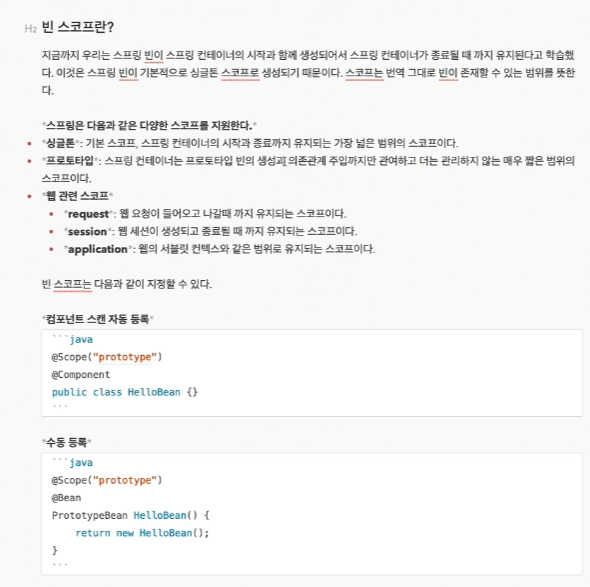 H2 빈 스코프란?
지금까지 우리는 스프링 빈이 스프링 컨테이너의 시작과 함께 생성되어서 스프링 컨테이너가 종료될 때 까지 유지된다고 학습했
다. 이것은 스프링 빈이 기본적으로 싱글톤 스코프로 생성되기 때문이다. 스코프는 번역 그대로 빈이 존재할 수 있는 범위를 뜻한
다.
*스프링은 다음과 같은 다양한 스코프를 지원한다.*
• *싱글톤*: 기본 스코프, 스프링 컨테이너의 시작과 종료까지 유지되는 가장 넓은 범위의 스코프이다.
• *프로토타입*: 스프링 컨테이너는 프로토타입 빈의 생성과 의존관계 주입까지만 관여하고 더는 관리하지 않는 매우 짧은 범위의
스코프이다.
• *웹 관련 스코프*
• *request*: 웹 요청이 들어오고 나갈때 까지 유지되는 스코프이다.
• *session*: 웹 세션이 생성되고 종료될 때 까지 유지되는 스코프이다.
• *application*: 웹의 서블릿 컨텍스와 같은 범위로 유지되는 스코프이다.
빈 스코프는 다음과 같이 지정할 수 있다.
*컴포넌트 스캔 자동 등록*
```java
@Scope("prototype")
@Component
public class HelloBean {}
```
*수동 등록*
```java
@Scope("prototype")
@Bean
PrototypeBean HelloBean() {
    return new HelloBean();
}
```